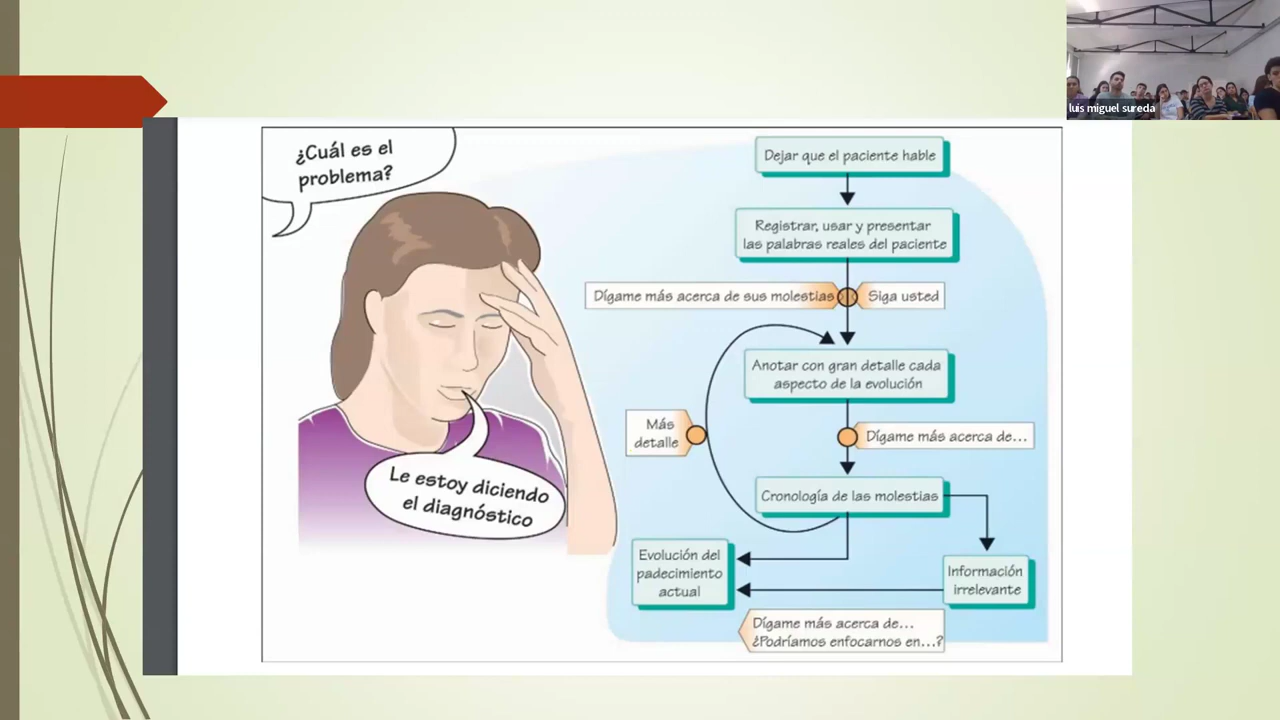 luis miguel sureda
¿Cuál es el
problema?
Le estoy diciendo
el diagnóstico
Dejar que el paciente hable
Registrar, usar y presentar
las palabras reales del paciente
Dígame más acerca de sus molestias
Siga usted
Anotar con gran detalle cada
aspecto de la evolución
Más
detalle
Dígame más acerca de...
Cronología de las molestias
Evolución del
padecimiento
actual
Información
irrelevante
Dígame más acerca de...
¿Podríamos enfocarnos en...?